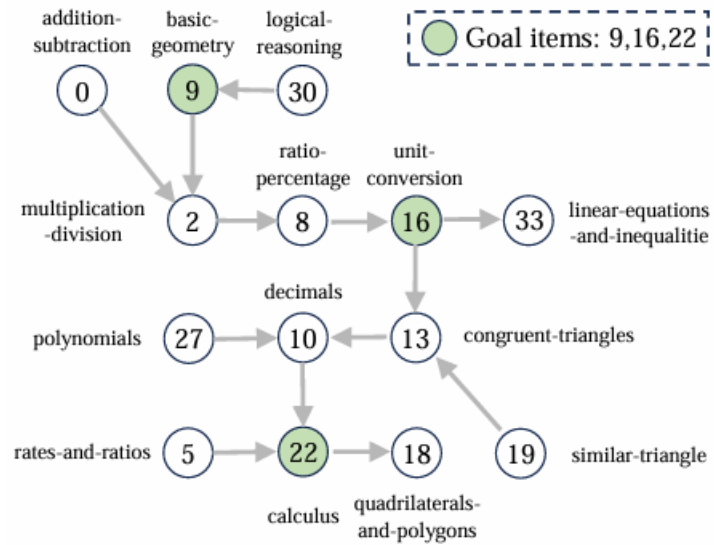 addition-
subtraction
basic-
geometry
logical-
reasoning
Goal items: 9,16,22
0
9
30
ratio-
percentage
unit-
conversion
multiplication
-division
2
8
16
33
linear-equations
-and-inequalitie
decimals
polynomials
27
10
13
congruent-triangles
rates-and-ratios
5
22
18
19
similar-triangle
calculus
quadrilaterals-
and-polygons